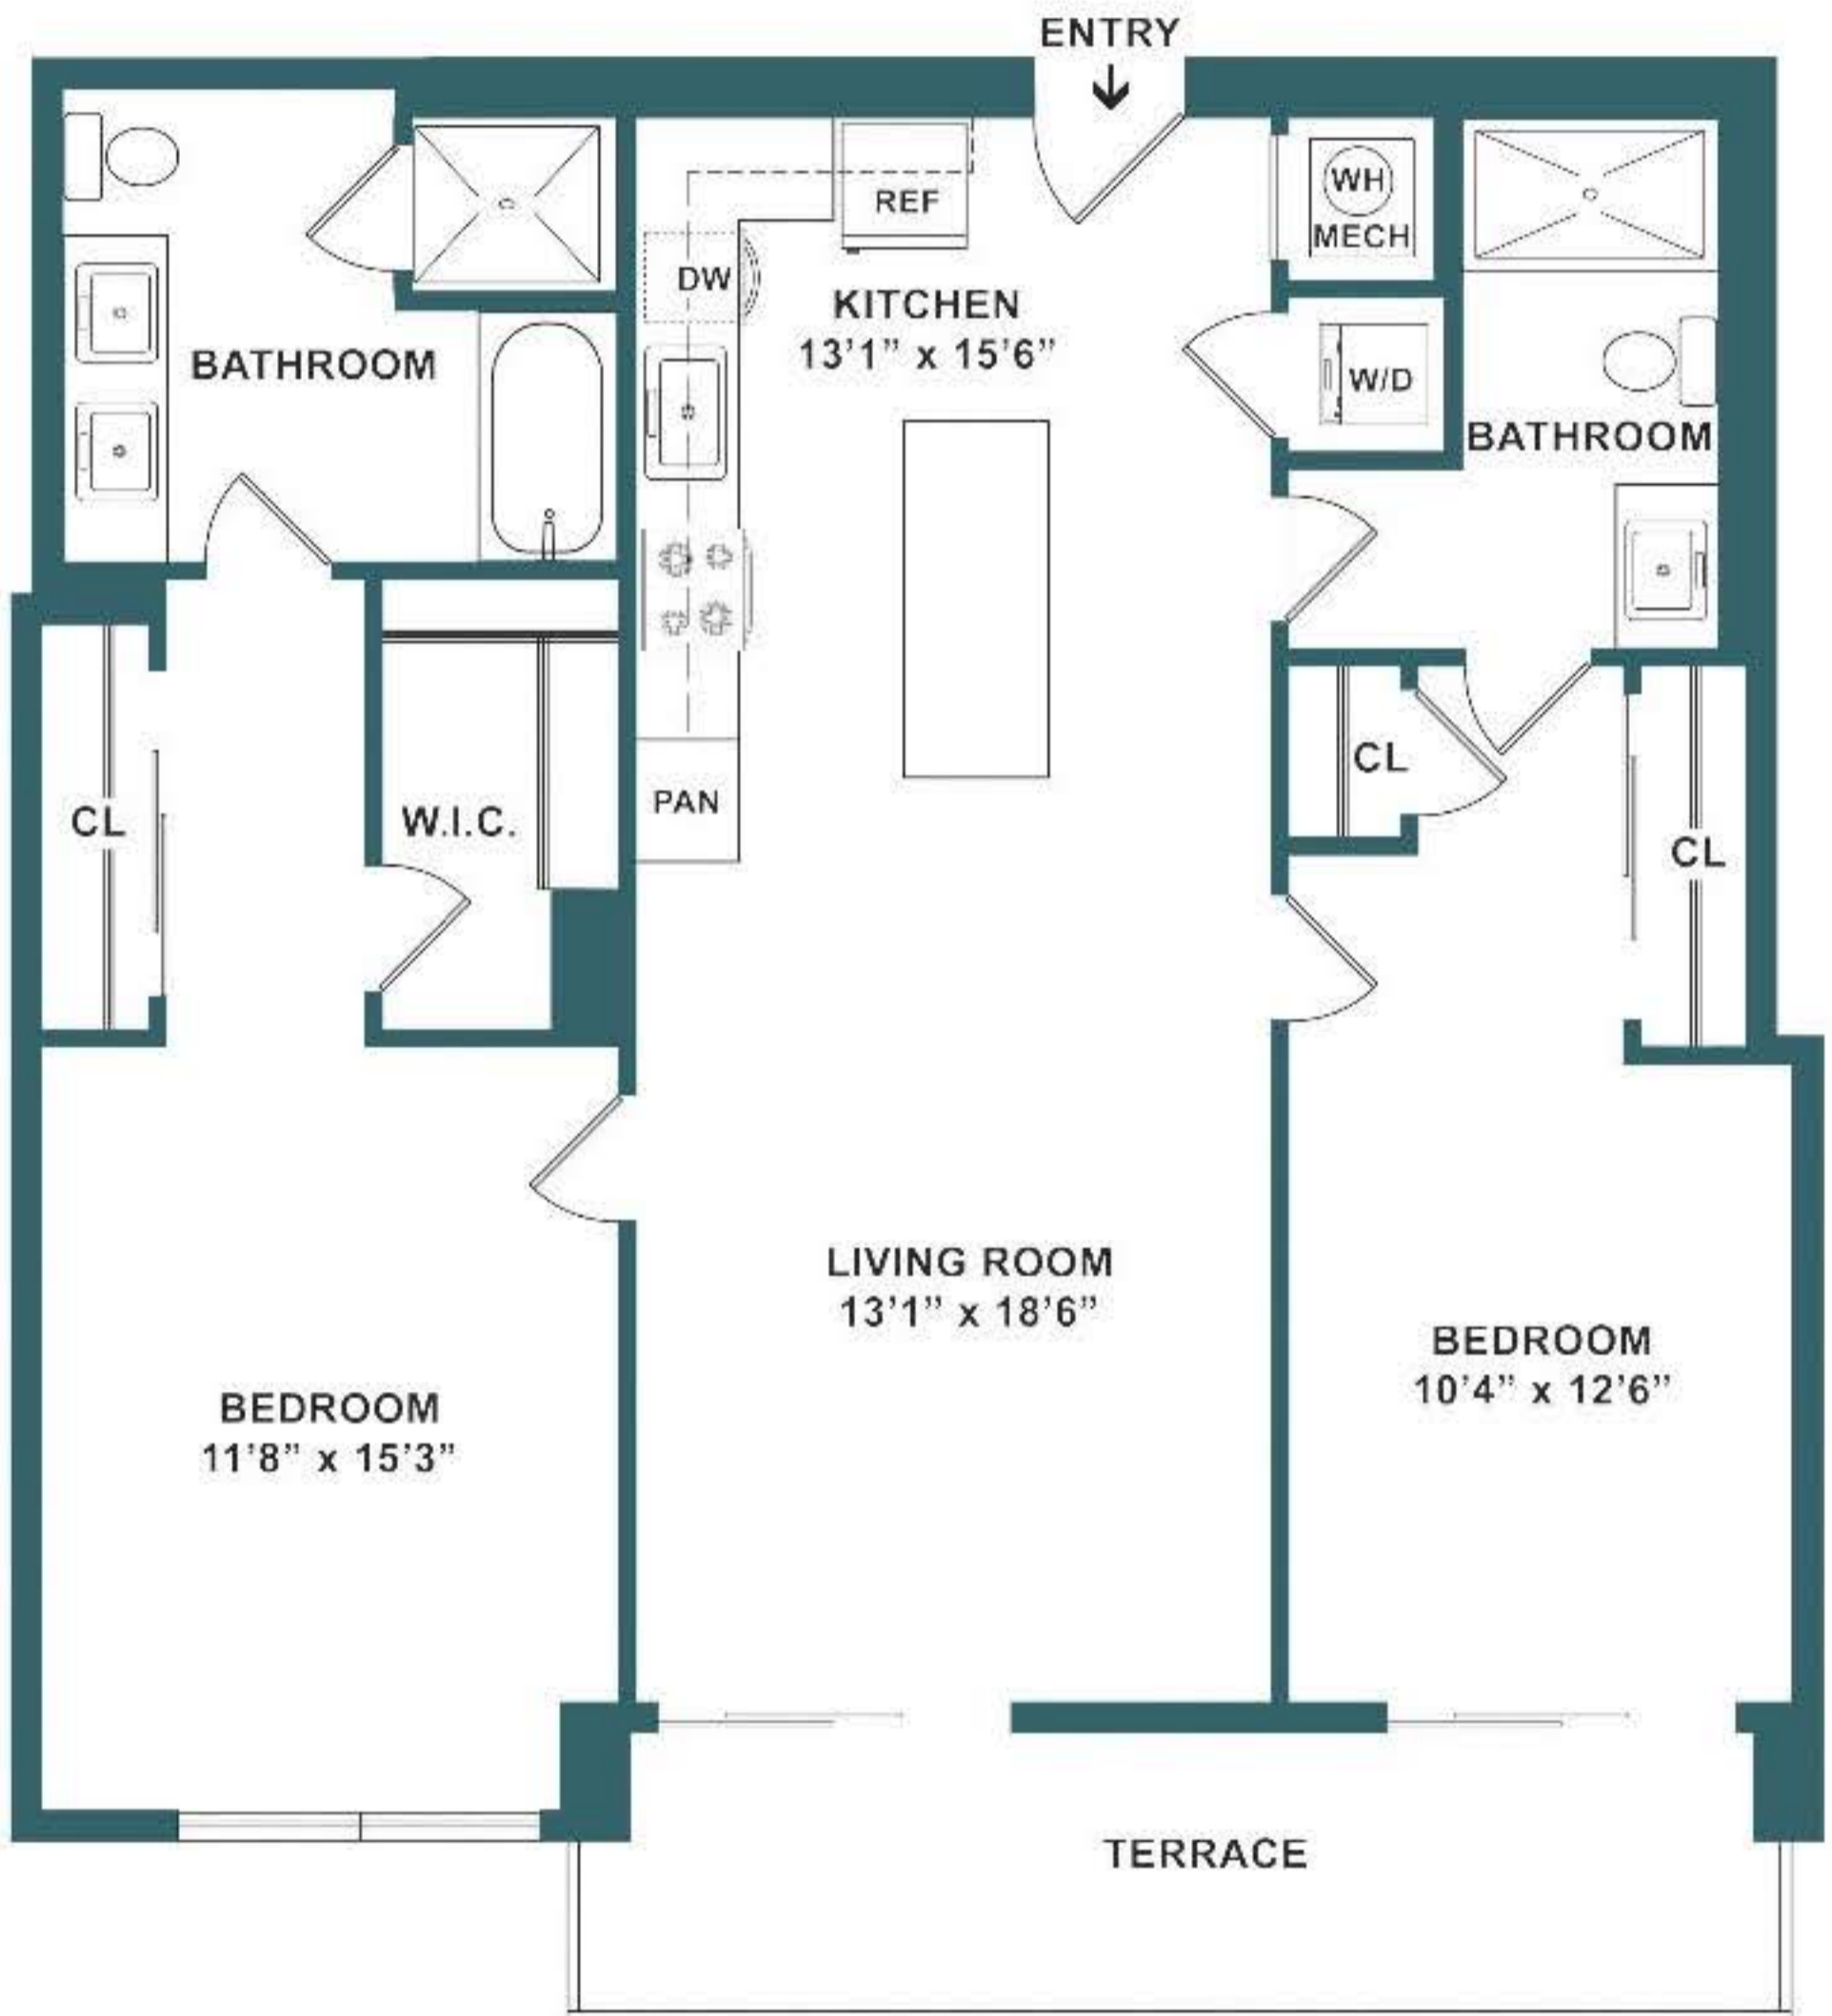 ENTRY
REF
WH
MECH
DW
KITCHEN
13'1” x 15'6”
BATHROOM
W/D
BATHROOM
CL
W.I.C.
PAN
CL
CL
LIVING ROOM
13'1” x 18'6”
BEDROOM
10'4” x 12'6”
BEDROOM
11'8” x 15'3”
TERRACE